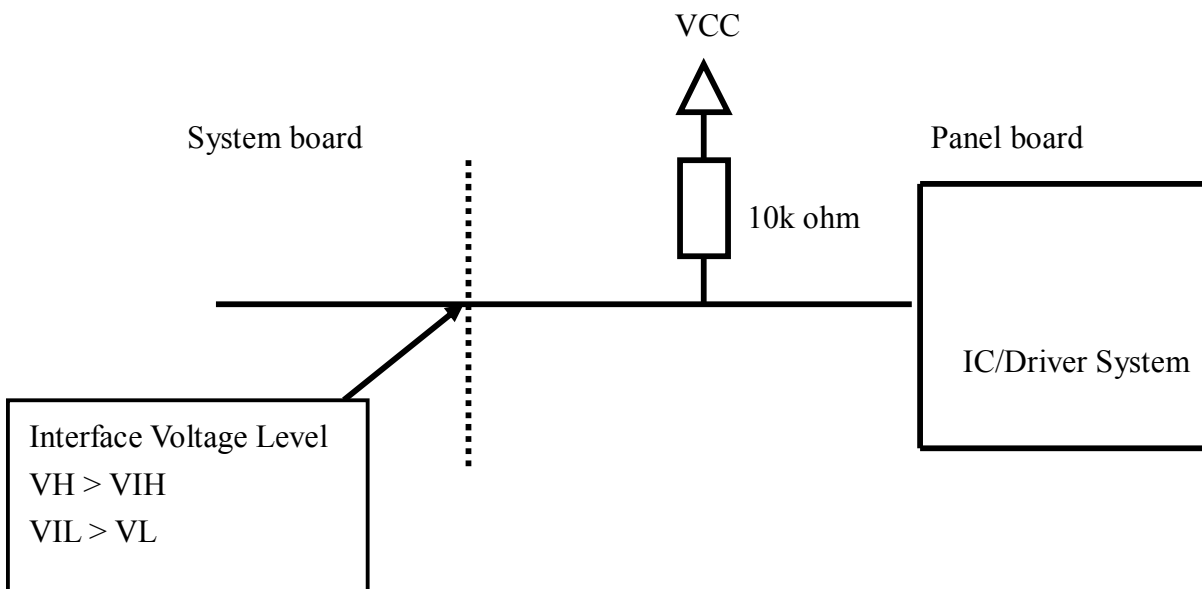 VCC
System board
Panel board
10k ohm
IC/Driver System
Interface Voltage Level
VH > VIH
VIL > VL